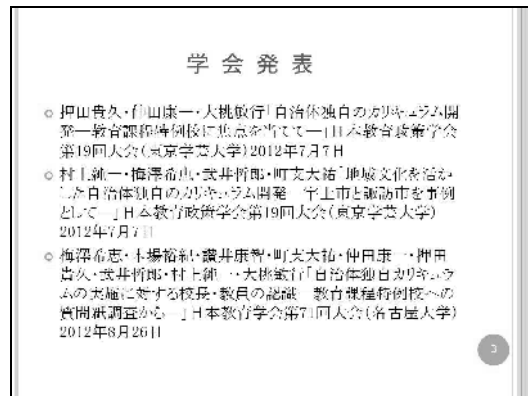 学会発表
押田貴久・仲田康一・大桃敏行「自治体独自のカリキュラム開
発―教育課程特例校に焦点を当てて―」日本教育政策学会
第19回大会(東京学芸大学)2012年7月7日
村上純一・梅澤希恵・武井哲郎・町支大祐「地域文化を活か
した自治体独自のカリキュラム開発―宇土市と諏訪市を事例
として―」日本教育政策学会第19回大会(東京学芸大学)
2012年7月7日
梅澤希恵・木場裕紀・讃井康智・町支大祐・仲田康一・押田
貴久・武井哲郎・村上純一・大桃敏行「自治体独自カリキュラ
ムの実施に対する校長・教員の認識―教育課程特例校への
質問紙調査から―」日本教育学会第71回大会(名古屋大学)
2012年8月26日
3